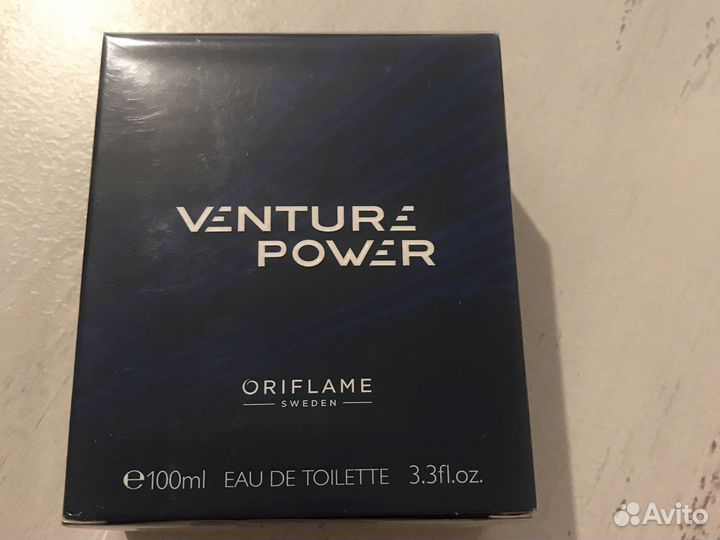 VENTURE
POWER
ORIFLAME
SWEDEN
℮100ml EAU DE TOILETTE 3.3fl.oz.
Avito